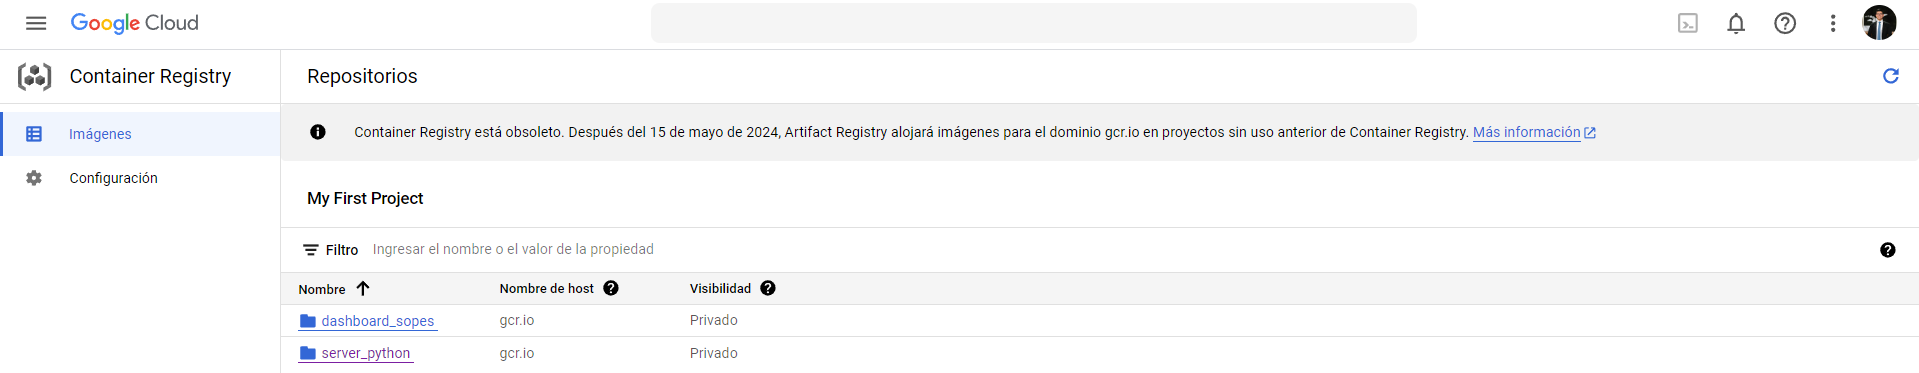 Google Cloud
Container Registry
Repositorios
Imágenes
Configuración
Container Registry está obsoleto. Después del 15 de mayo de 2024, Artifact Registry alojará imágenes para el dominio gcr.io en proyectos sin uso anterior de Container Registry. Más información
My First Project
Filtro Ingresar el nombre o el valor de la propiedad
Nombre Nombre de host Visibilidad
dashboard_sopes gcr.io Privado
server_python gcr.io Privado